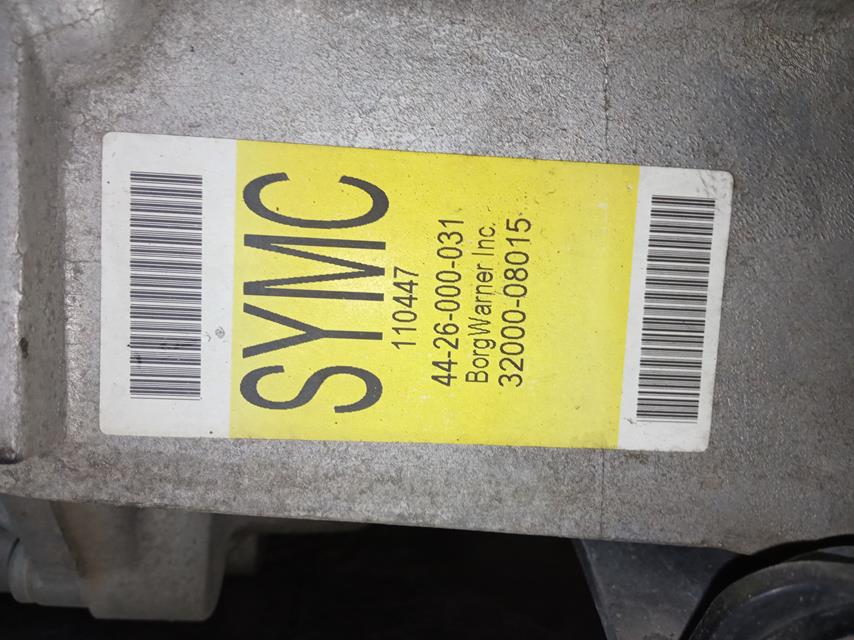 SYMC
110447
44-26-000-031
BorgWarner Inc.
32000-08015